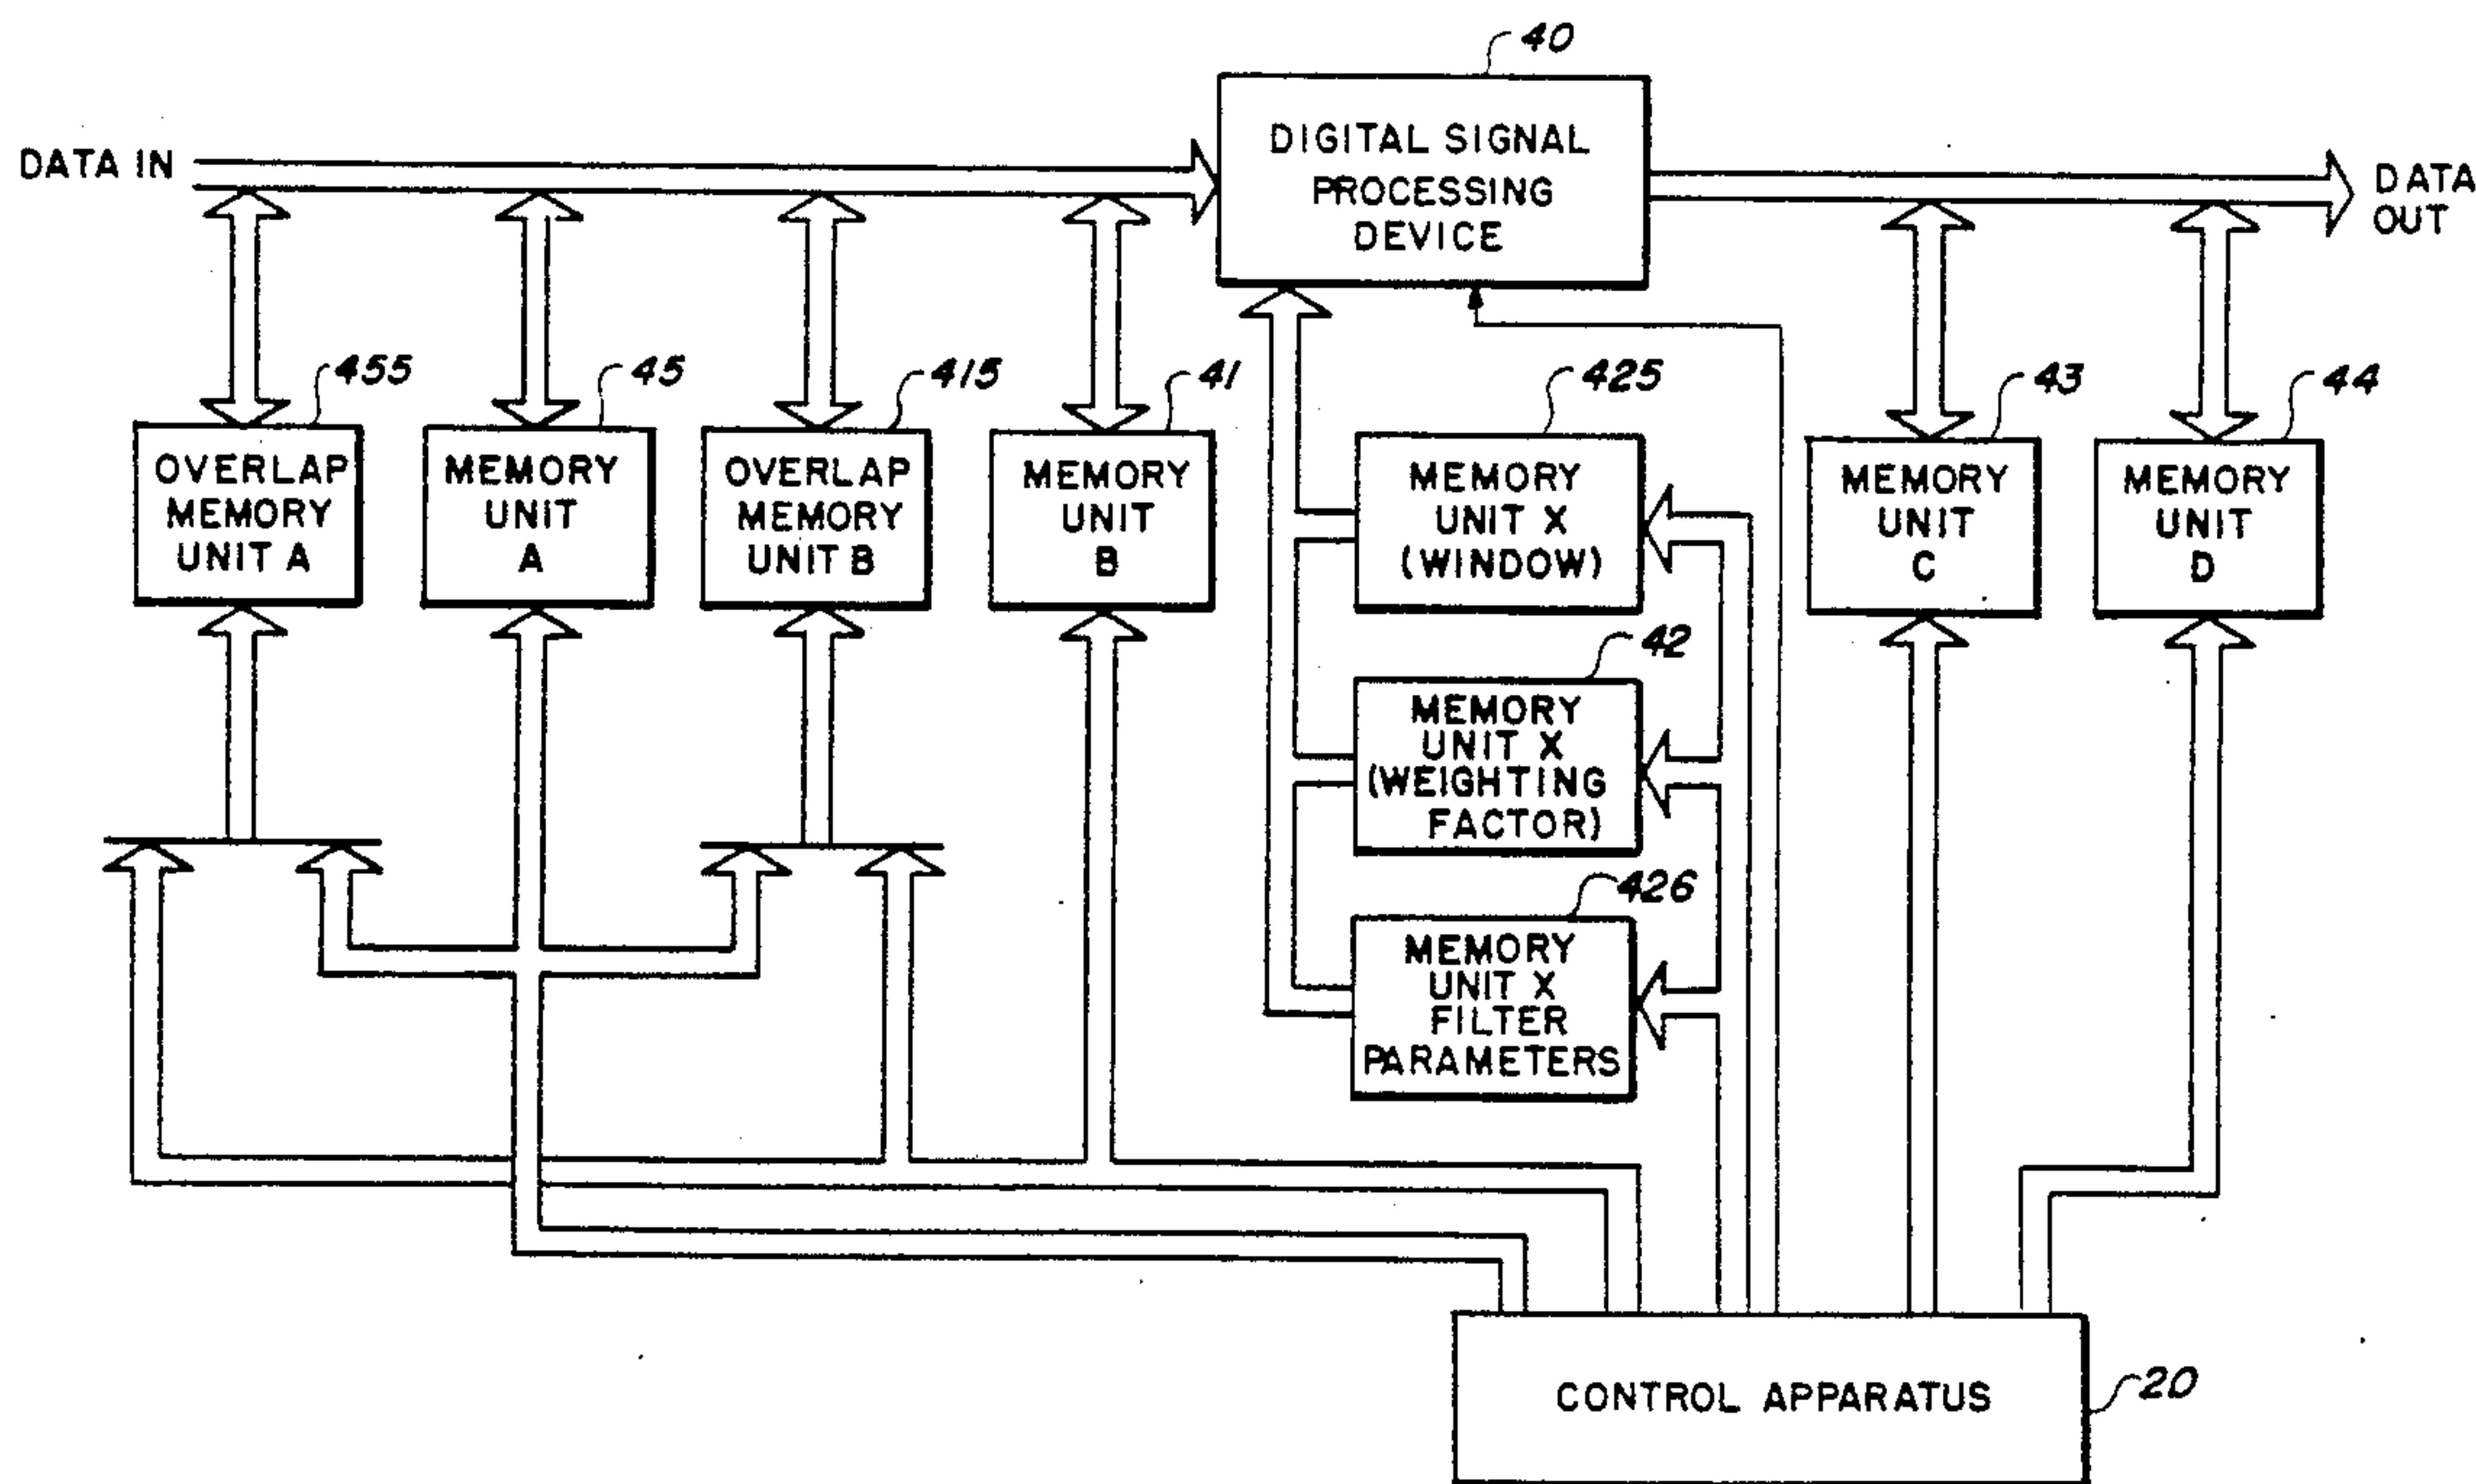 40
DATA IN
DIGITAL SIGNAL
PROCESSING
DEVICE
DATA
OUT
455
45
415
41
425
43
44
OVERLAP
MEMORY
UNIT A
MEMORY
UNIT
A
OVERLAP
MEMORY
UNIT B
MEMORY
UNIT
B
MEMORY
UNIT X
(WINDOW)
MEMORY
UNIT
C
MEMORY
UNIT
D
42
MEMORY
UNIT X
(WEIGHTING
FACTOR)
426
MEMORY
UNIT X
FILTER
PARAMETERS
CONTROL APPARATUS
20